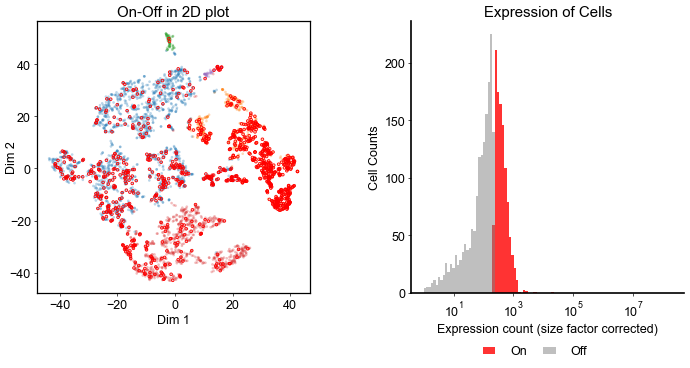 On-Off in 2D plot
Expression of Cells
40
20
0
−20
−40
Dim 2
−40 −20 0 20 40
Dim 1
200
150
100
50
0
Cell Counts
10^1 10^3 10^5 10^7
Expression count (size factor corrected)
On Off